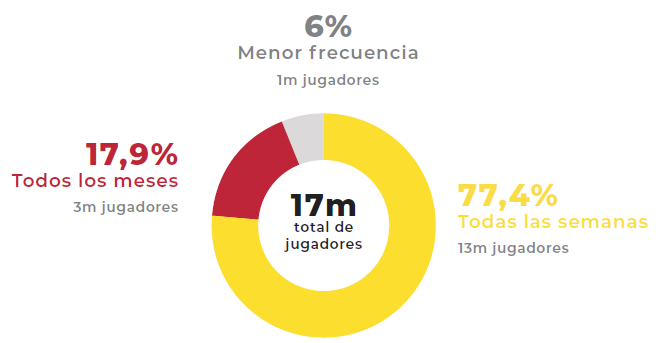 6%
Menor frecuencia
1m jugadores
17,9%
Todos los meses
3m jugadores
17m
total de
jugadores
77,4%
Todas las semanas
13m jugadores